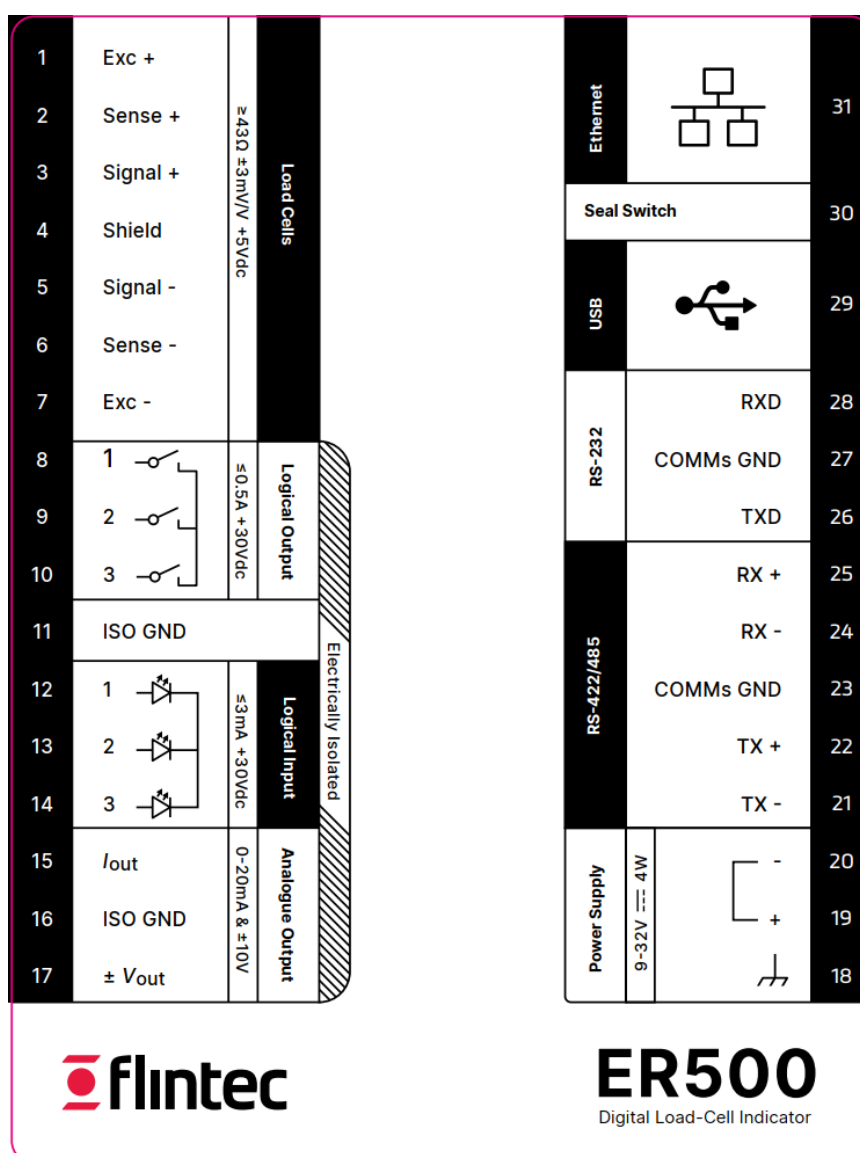 1 Exc +
2 Sense +
3 Signal +
4 Shield
5 Signal -
6 Sense -
7 Exc -
≥43Ω ±3mV/V +5Vdc
Load Cells
8 1
9 2
10 3
≤0.5A +30Vdc
Logical Output
11 ISO GND
12 1
13 2
14 3
≤3mA +30Vdc
Logical Input
Electrically Isolated
15 Iout
16 ISO GND
17 ± Vout
0-20mA & ±10V
Analogue Output
Ethernet
31
Seal Switch 30
USB
29
RS-232
RXD 28
COMMs GND 27
TXD 26
RS-422/485
RX + 25
RX - 24
COMMs GND 23
TX + 22
TX - 21
Power Supply
9-32V 4W
- 20
+ 19
18
flintec
ER500
Digital Load-Cell Indicator